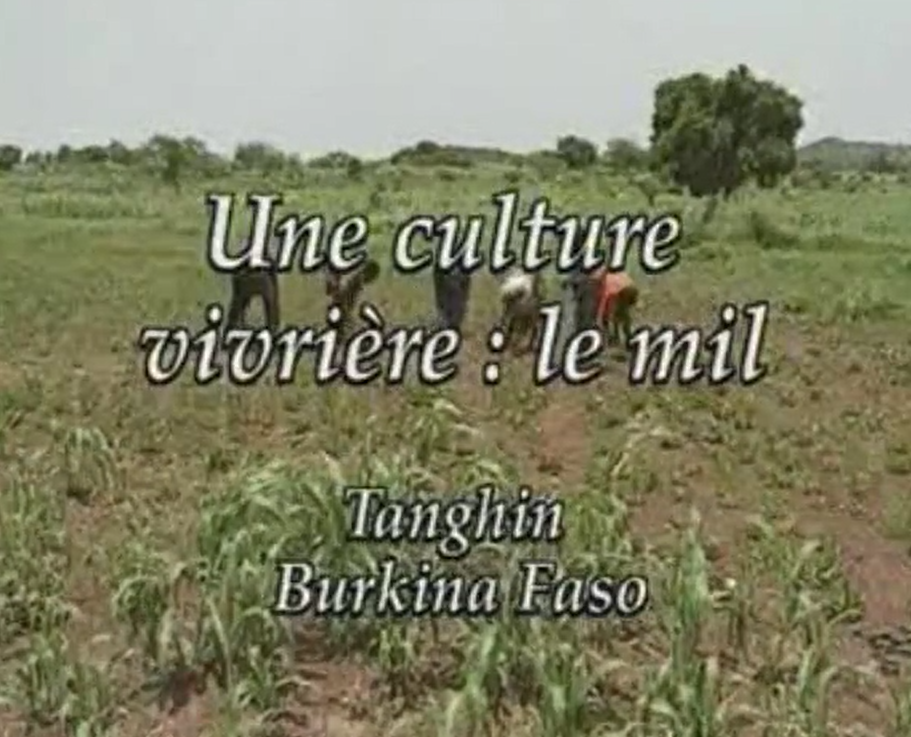 Une culture
vivrière : le mil
Tanghin
Burkina Faso